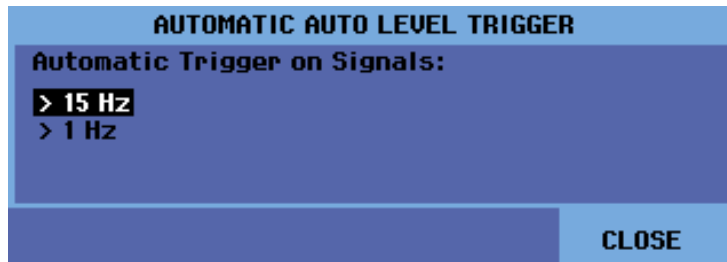 AUTOMATIC AUTO LEVEL TRIGGER
Automatic Trigger on Signals:
> 15 Hz
> 1 Hz
CLOSE